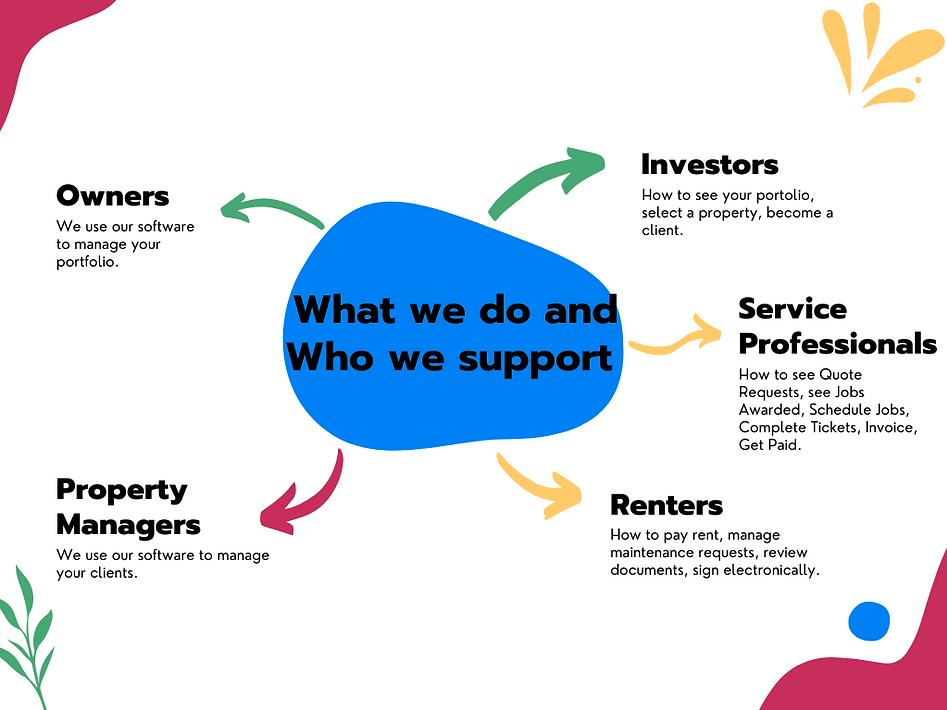 What we do and
Who we support
Owners
We use our software
to manage your
portfolio.
Investors
How to see your portolio,
select a property, become a
client.
Service
Professionals
How to see Quote
Requests, see Jobs
Awarded, Schedule Jobs,
Complete Tickets, Invoice,
Get Paid.
Property
Managers
We use our software to manage
your clients.
Renters
How to pay rent, manage
maintenance requests, review
documents, sign electronically.